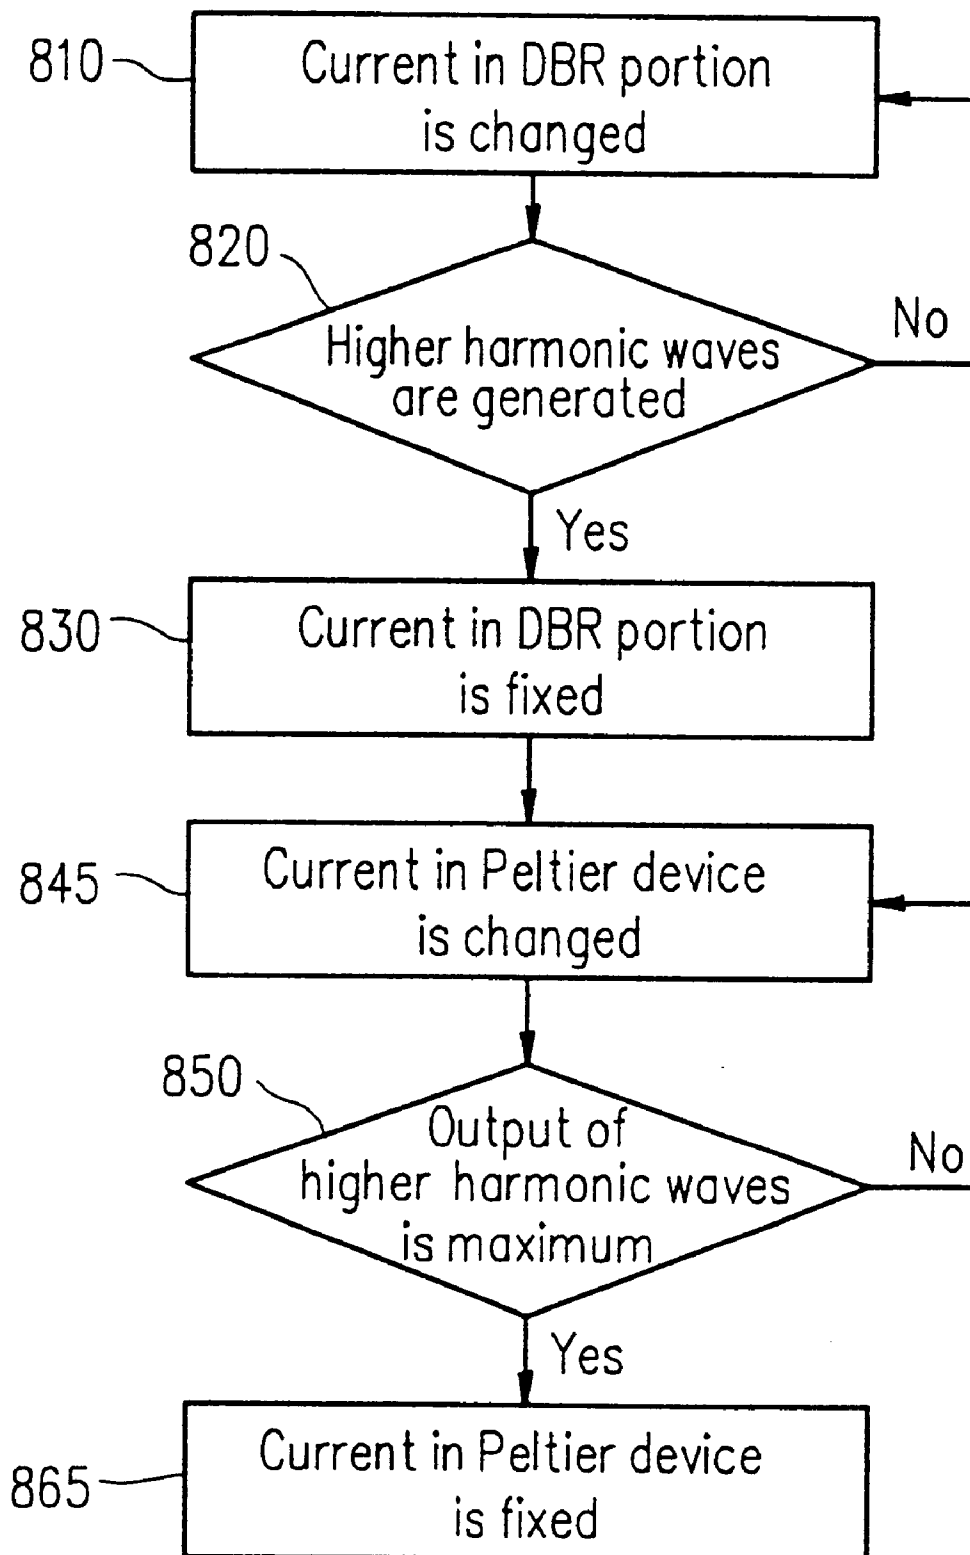 810
Current in DBR portion
is changed
820
Higher harmonic waves
are generated
No
Yes
830
Current in DBR portion
is fixed
845
Current in Peltier device
is changed
850
Output of
higher harmonic waves
is maximum
No
Yes
865
Current in Peltier device
is fixed